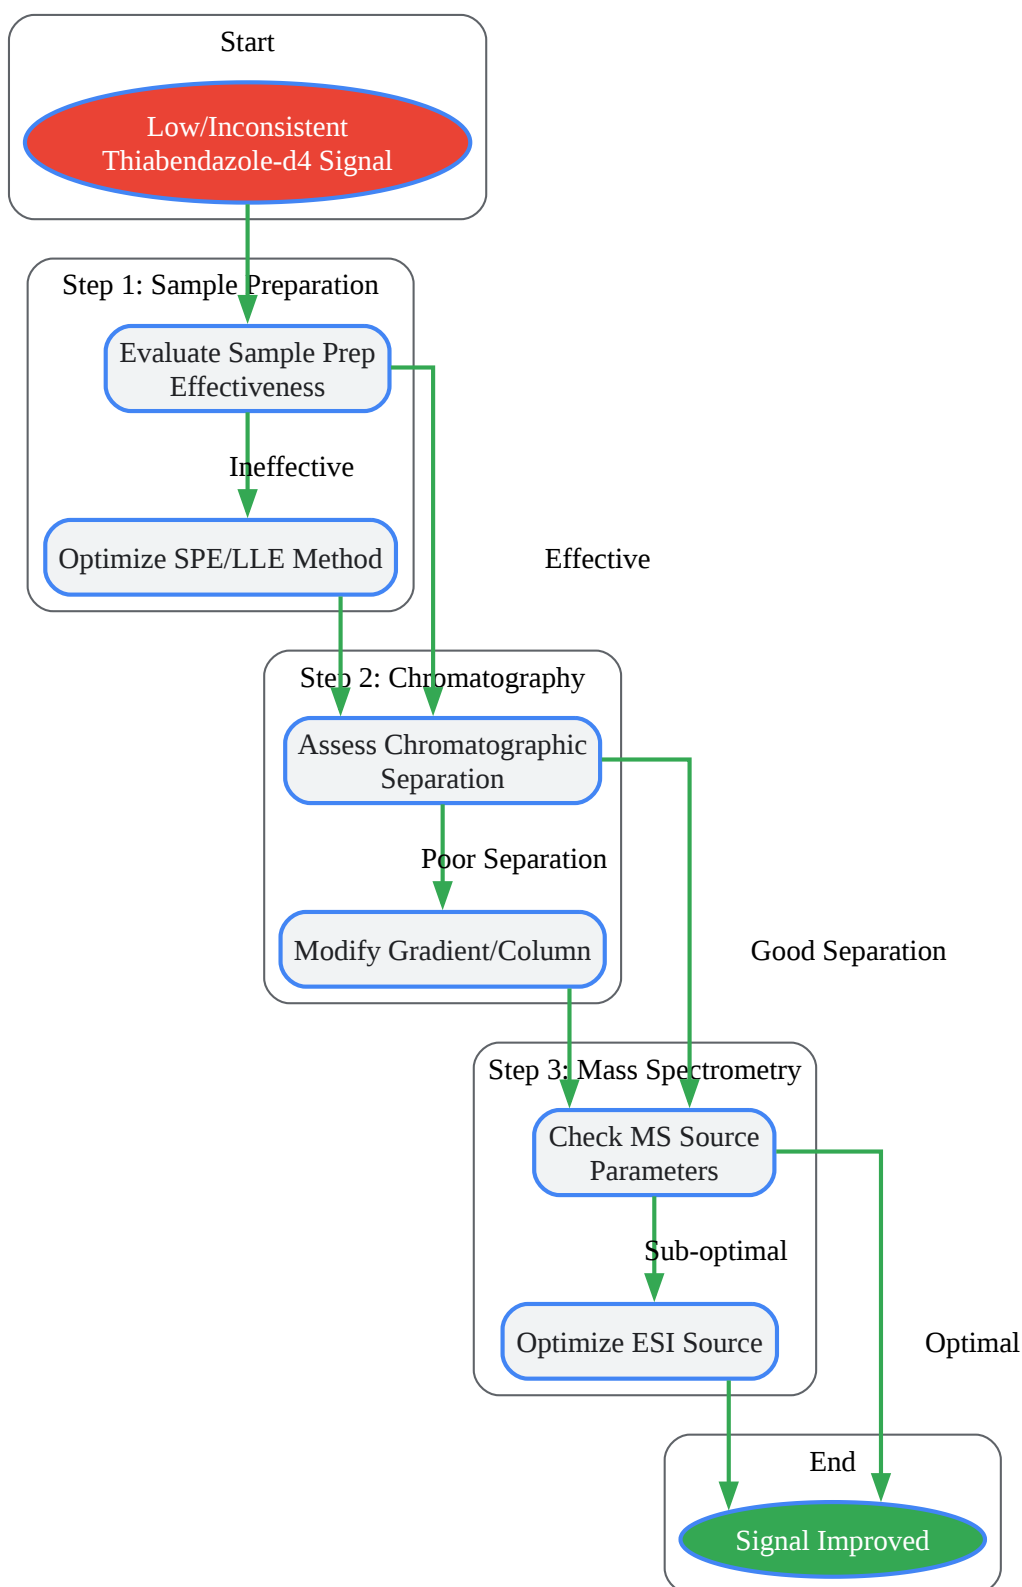 Start
Low/Inconsistent
Thiabendazole-d4 Signal
Step 1: Sample Preparation
Evaluate Sample Prep
Effectiveness
Ineffective
Optimize SPE/LLE Method
Effective
Step 2: Chromatography
Assess Chromatographic
Separation
Poor Separation
Modify Gradient/Column
Good Separation
Step 3: Mass Spectrometry
Check MS Source
Parameters
Sub-optimal
Optimize ESI Source
Optimal
End
Signal Improved